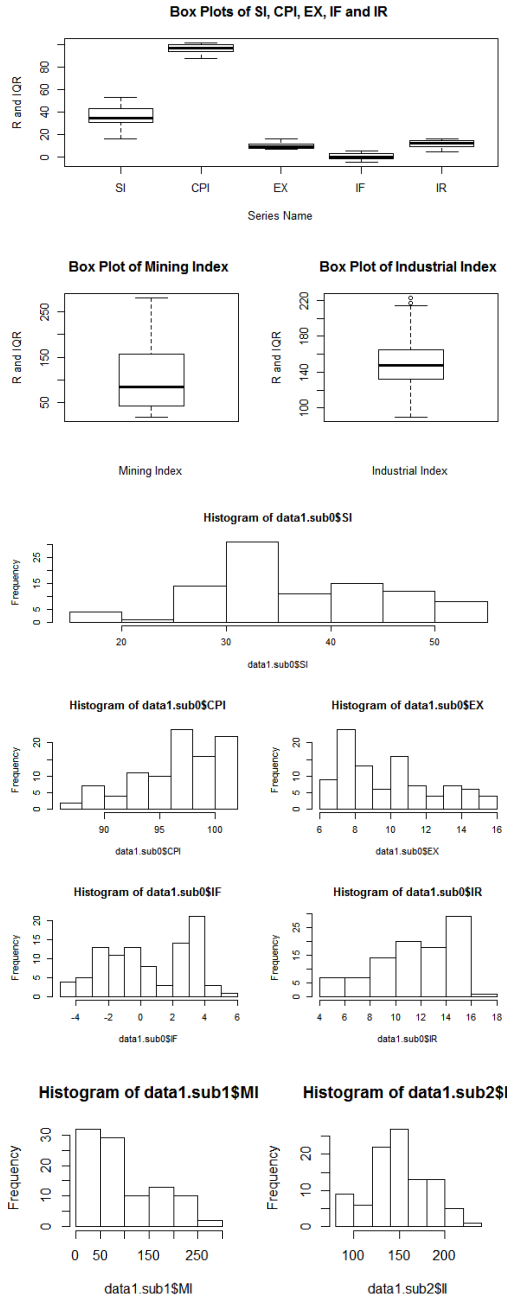 Box Plots of SI, CPI, EX, IF and IR
R and IQR
0 20 40 60 80
SI CPI EX IF IR
Series Name
Box Plot of Mining Index
R and IQR
50 150 250
Mining Index
Box Plot of Industrial Index
R and IQR
100 140 180 220
Industrial Index
Histogram of data1.sub0$SI
Frequency
0 5 15 25
20 30 40 50
data1.sub0$SI
Histogram of data1.sub0$CPI
Frequency
0 5 10 20
90 95 100
data1.sub0$CPI
Histogram of data1.sub0$EX
Frequency
0 5 10 20
6 8 10 12 14 16
data1.sub0$EX
Histogram of data1.sub0$IF
Frequency
0 5 10 15 20
-4 -2 0 2 4 6
data1.sub0$IF
Histogram of data1.sub0$IR
Frequency
0 5 15 25
4 6 8 10 12 14 16 18
data1.sub0$IR
Histogram of data1.sub1$MI
Frequency
0 10 20 30
0 50 150 250
data1.sub1$MI
Histogram of data1.sub2$I
Frequency
0 10 20
100 150 200
data1.sub2$II